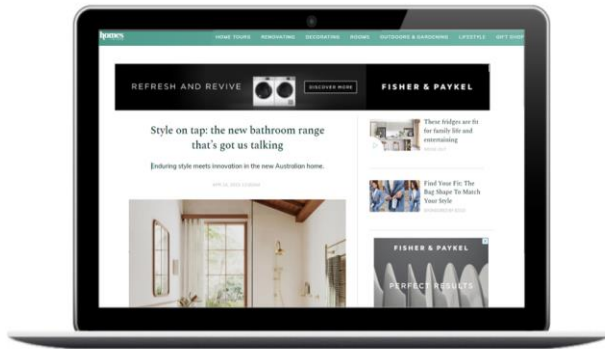 homes
HOME TOURS RENOVATING DECORATING ROOMS OUTDOORS & GARDENING LIFESTYLE GIFT SHOP
REFRESH AND REVIVE DISCOVER MORE FISHER & PAYKEL
Style on tap: the new bathroom range
that's got us talking
Enduring style meets innovation in the new Australian home.
These fridges are fit
for family life and
entertaining
Find Your Fit: The
Bag Shape To Match
Your Style
FISHER & PAYKEL
PERFECT RESULTS